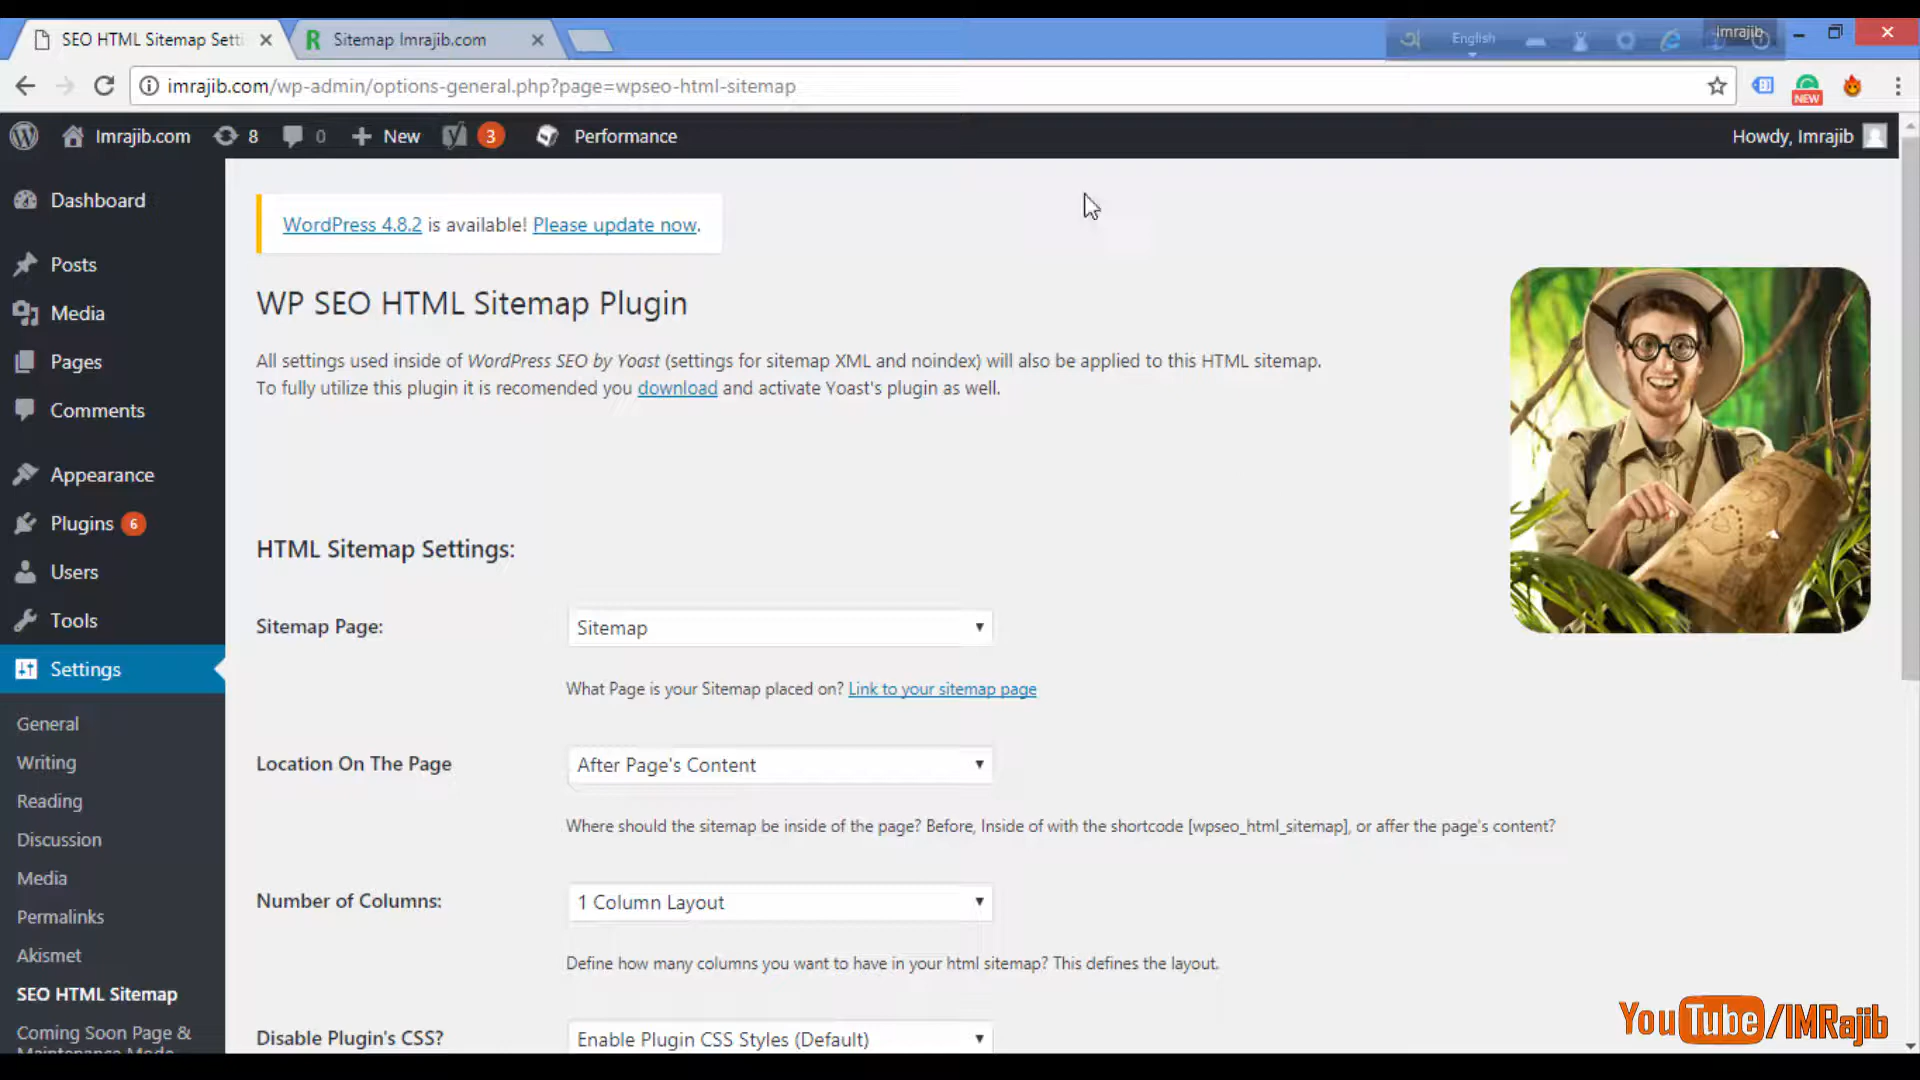 SEO HTML Sitemap Setti
Sitemap Imrajib.com
English
Imrajib
imrajib.com/wp-admin/options-general.php?page=wpseo-html-sitemap
NEW
Imrajib.com
8
0
New
3
Performance
Howdy, Imrajib
Dashboard
Posts
Media
Pages
Comments
Appearance
Plugins 6
Users
Tools
Settings
General
Writing
Reading
Discussion
Media
Permalinks
Akismet
SEO HTML Sitemap
Coming Soon Page &
Maintenance Mode
WordPress 4.8.2 is available! Please update now.
WP SEO HTML Sitemap Plugin
All settings used inside of WordPress SEO by Yoast (settings for sitemap XML and noindex) will also be applied to this HTML sitemap.
To fully utilize this plugin it is recomended you download and activate Yoast's plugin as well.
HTML Sitemap Settings:
Sitemap Page:
Sitemap
What Page is your Sitemap placed on? Link to your sitemap page
Location On The Page
After Page's Content
Where should the sitemap be inside of the page? Before, Inside of with the shortcode [wpseo_html_sitemap], or affer the page's content?
Number of Columns:
1 Column Layout
Define how many columns you want to have in your html sitemap? This defines the layout.
Disable Plugin's CSS?
Enable Plugin CSS Styles (Default)
YouTube/IMRajib